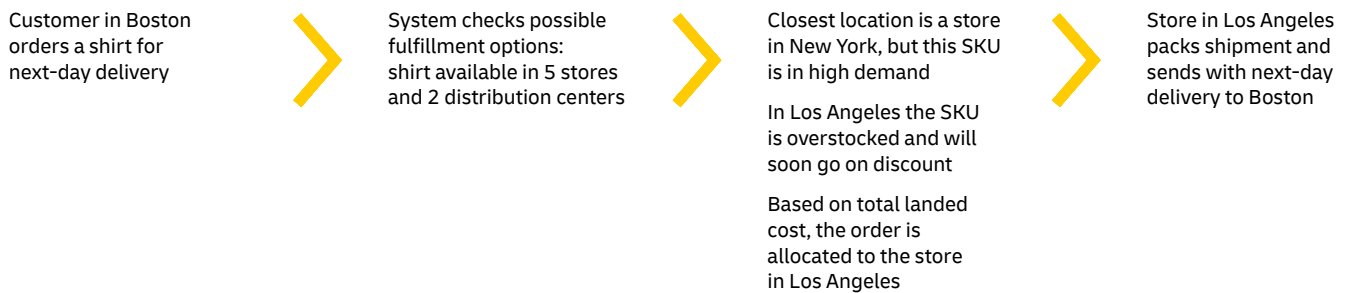 Customer in Boston
orders a shirt for
next-day delivery
System checks possible
fulfillment options:
shirt available in 5 stores
and 2 distribution centers
Closest location is a store
in New York, but this SKU
is in high demand
In Los Angeles the SKU
is overstocked and will
soon go on discount
Based on total landed
cost, the order is
allocated to the store
in Los Angeles
Store in Los Angeles
packs shipment and
sends with next-day
delivery to Boston